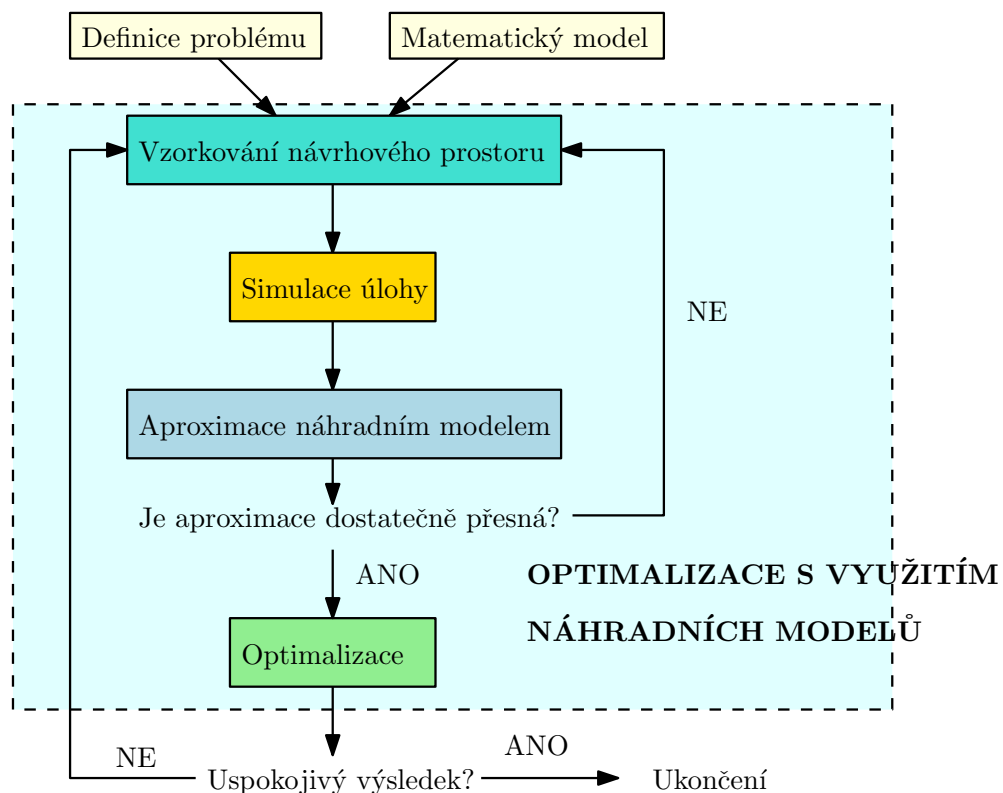 Definice problému
Matematický model
Vzorkování návrhového prostoru
Simulace úlohy
NE
Aproximace náhradním modelem
Je aproximace dostatečně přesná?
ANO
OPTIMALIZACE S VYUŽITÍM
NÁHRADNÍCH MODELŮ
Optimalizace
NE
ANO
Uspokojivý výsledek?
Ukončení